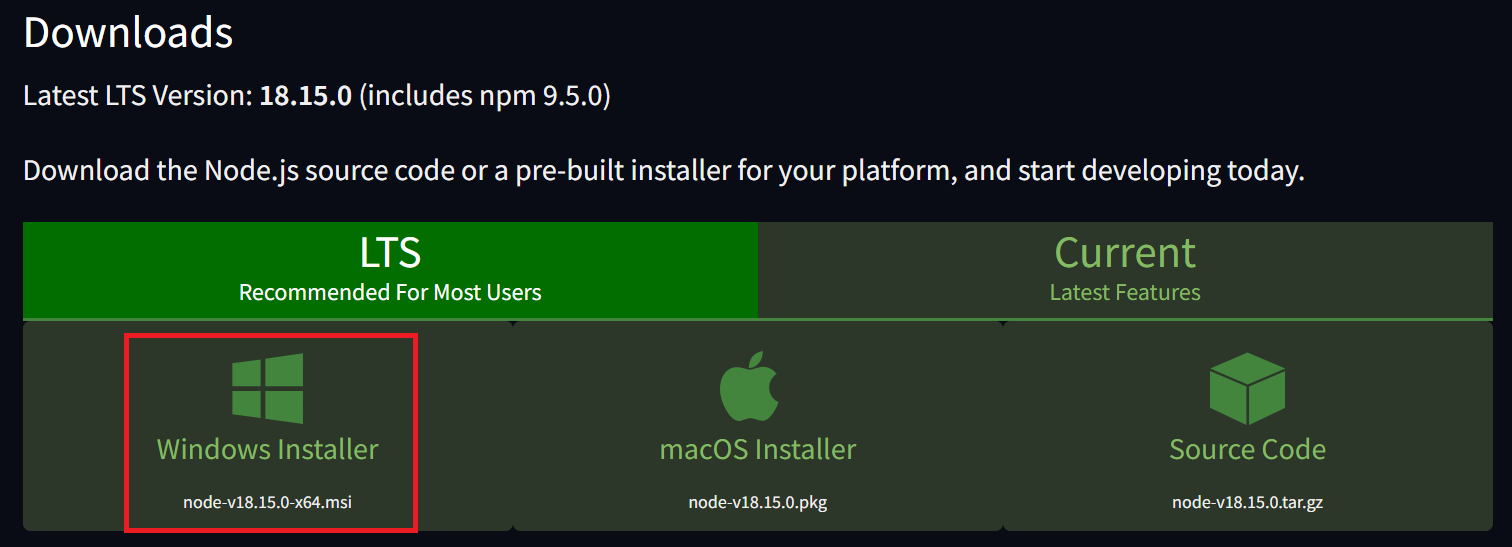 Downloads
Latest LTS Version: 18.15.0 (includes npm 9.5.0)
Download the Node.js source code or a pre-built installer for your platform, and start developing today.
LTS
Recommended For Most Users
Current
Latest Features
Windows Installer
node-v18.15.0-x64.msi
macOS Installer
node-v18.15.0.pkg
Source Code
node-v18.15.0.tar.gz